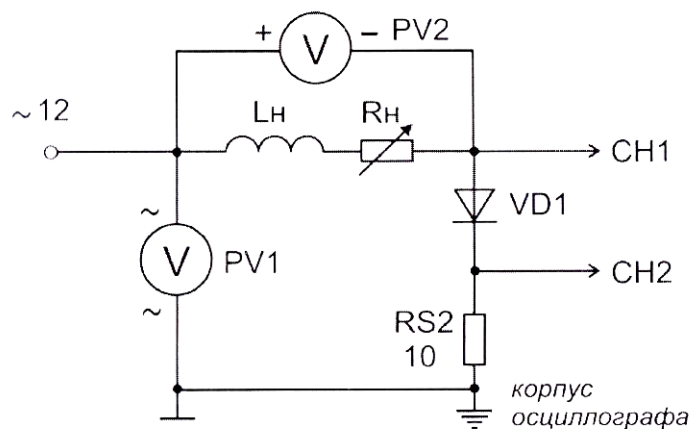 + V − PV2
~ 12
Lн Rн
CH1
VD1
~
V PV1
~
CH2
RS2
10
корпус
осциллографа